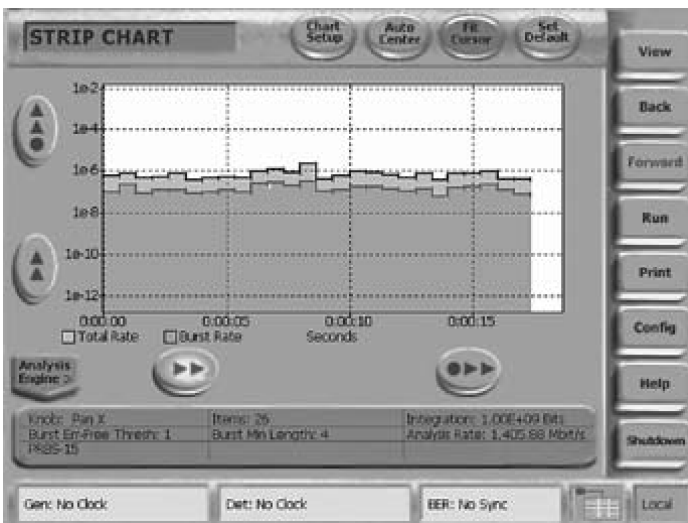 STRIP CHART
Chart Setup
Auto Center
Fit Cursor
Set Default
View
Back
Forward
Run
Print
Config
Help
Shutdown
1e-2
1e-4
1e-6
1e-8
1e-10
1e-12
0:00:00 0:00:05 0:00:10 0:00:15
Total Rate Burst Rate Seconds
Analysis Engine >
Knob: Pan X Items: 26 Integration: 1.00E+09 Bits
Burst Err-Free Thresh: 1 Burst Min Length: 4 Analysis Rate: 1,405.88 Mbit/s
PRBS-15
Gen: No Clock Det: No Clock BER: No Sync Local